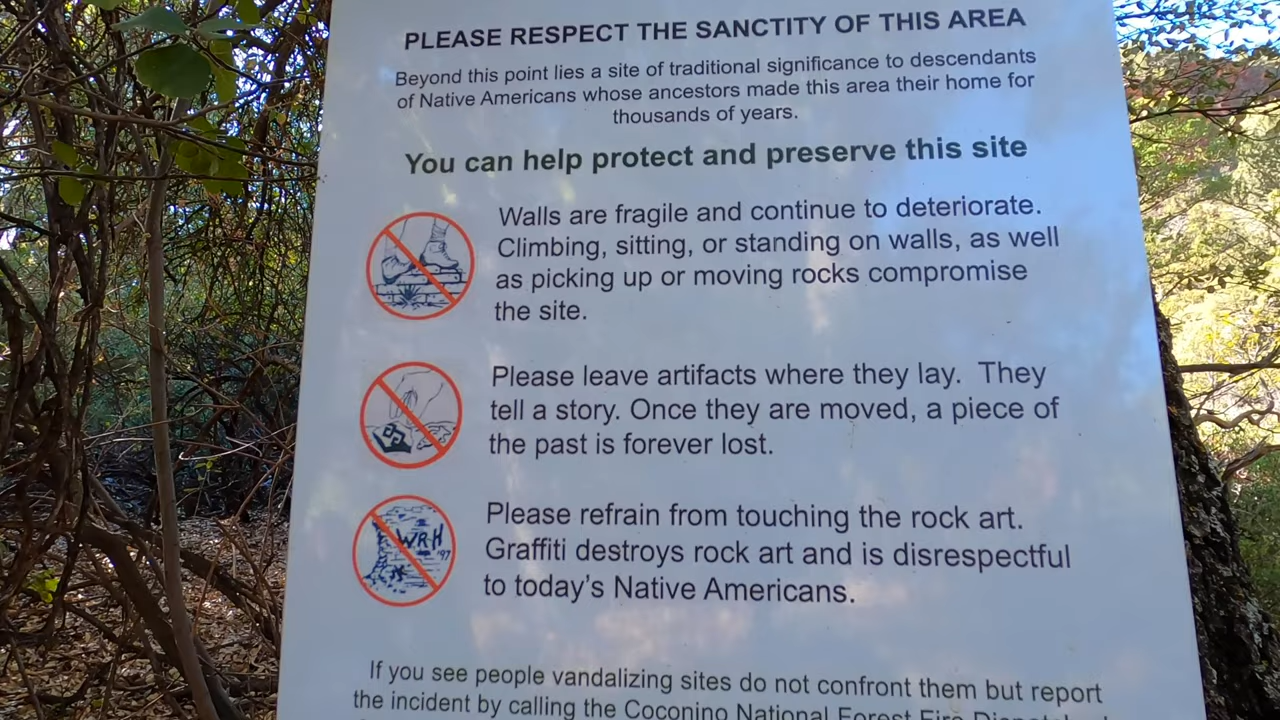 PLEASE RESPECT THE SANCTITY OF THIS AREA
Beyond this point lies a site of traditional significance to descendants
of Native Americans whose ancestors made this area their home for
thousands of years.
You can help protect and preserve this site
Walls are fragile and continue to deteriorate.
Climbing, sitting, or standing on walls, as well
as picking up or moving rocks compromise
the site.
Please leave artifacts where they lay. They
tell a story. Once they are moved, a piece of
the past is forever lost.
WRH
'97
Please refrain from touching the rock art.
Graffiti destroys rock art and is disrespectful
to today's Native Americans.
If you see people vandalizing sites do not confront them but report
the incident by calling the Coconino National Forest Fire